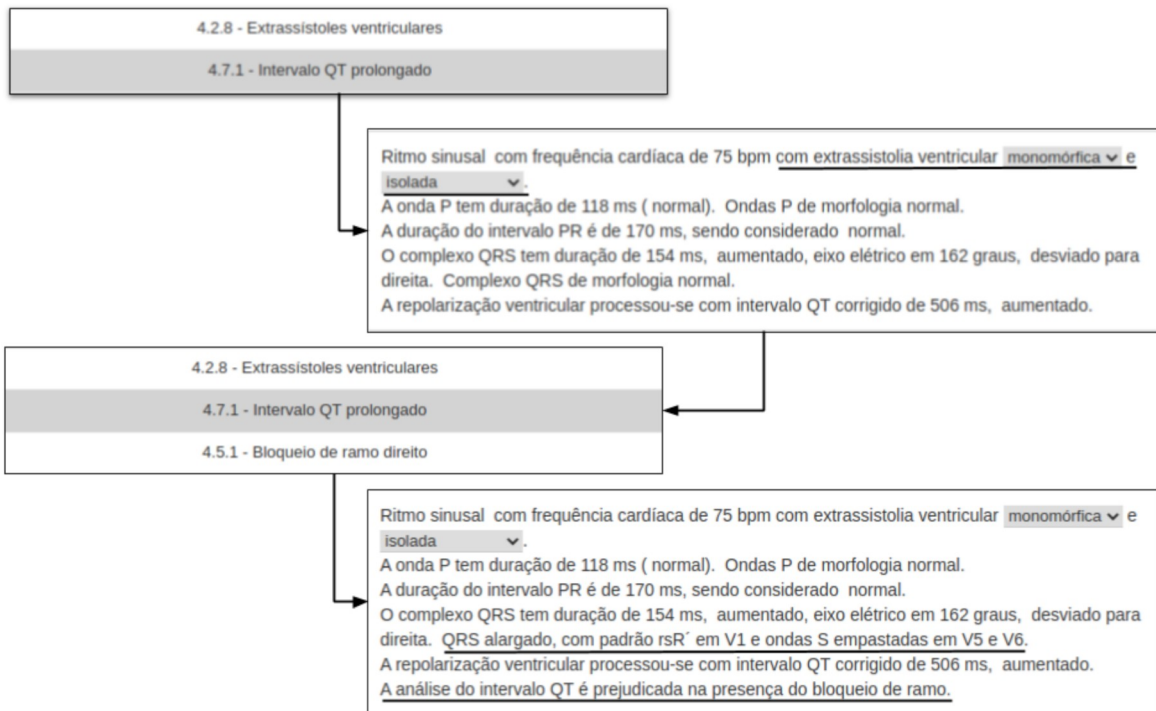 4.2.8 - Extrassístoles ventriculares
4.7.1 - Intervalo QT prolongado
Ritmo sinusal com frequência cardíaca de 75 bpm com extrassistolia ventricular monomórfica e
isolada .
A onda P tem duração de 118 ms ( normal). Ondas P de morfologia normal.
A duração do intervalo PR é de 170 ms, sendo considerado normal.
O complexo QRS tem duração de 154 ms, aumentado, eixo elétrico em 162 graus, desviado para
direita. Complexo QRS de morfologia normal.
A repolarização ventricular processou-se com intervalo QT corrigido de 506 ms, aumentado.
4.2.8 - Extrassístoles ventriculares
4.7.1 - Intervalo QT prolongado
4.5.1 - Bloqueio de ramo direito
Ritmo sinusal com frequência cardíaca de 75 bpm com extrassistolia ventricular monomórfica e
isolada .
A onda P tem duração de 118 ms ( normal). Ondas P de morfologia normal.
A duração do intervalo PR é de 170 ms, sendo considerado normal.
O complexo QRS tem duração de 154 ms, aumentado, eixo elétrico em 162 graus, desviado para
direita. QRS alargado, com padrão rsR´ em V1 e ondas S empastadas em V5 e V6.
A repolarização ventricular processou-se com intervalo QT corrigido de 506 ms, aumentado.
A análise do intervalo QT é prejudicada na presença do bloqueio de ramo.